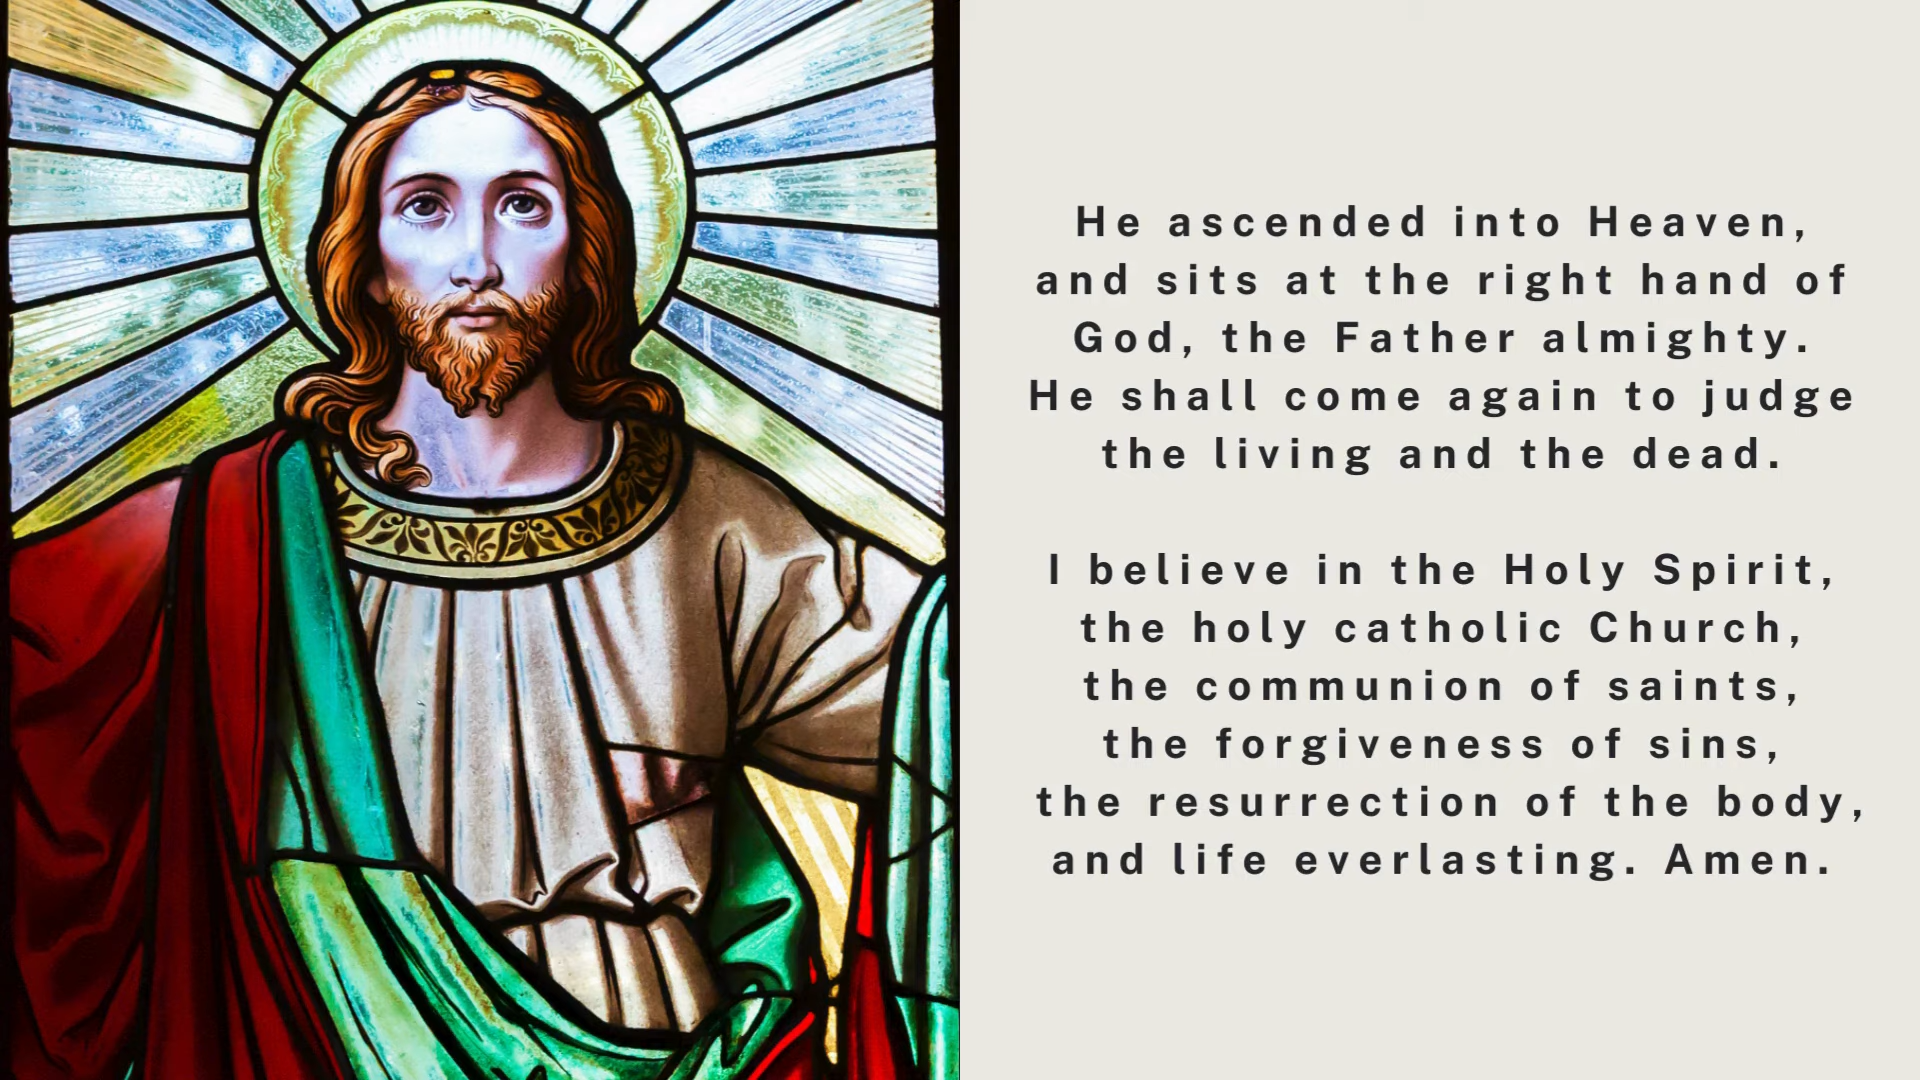 He ascended into Heaven,
and sits at the right hand of
God, the Father almighty.
He shall come again to judge
the living and the dead.
I believe in the Holy Spirit,
the holy catholic Church,
the communion of saints,
the forgiveness of sins,
the resurrection of the body,
and life everlasting. Amen.